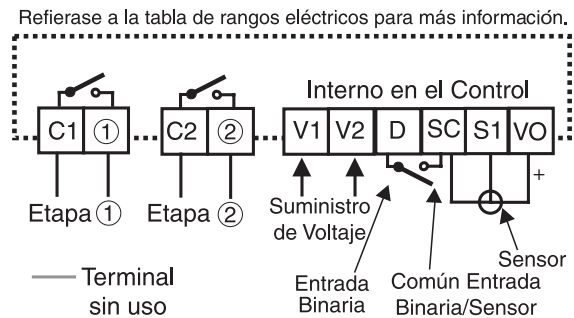 Refierase a la tabla de rangos eléctricos para más información.
Interno en el Control
C1 ① C2 ② V1 V2 D SC S1 VO
+
Etapa ① Etapa ② Suministro
de Voltaje
Sensor
Terminal
sin uso
Entrada
Binaria
Común Entrada
Binaria/Sensor